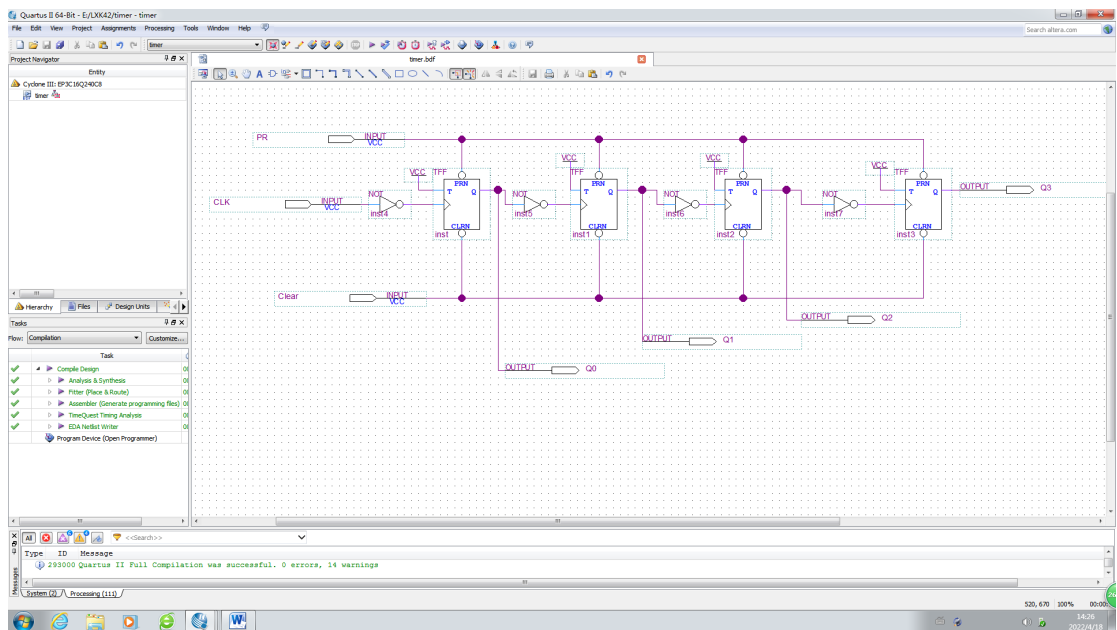 Quartus II 64-Bit - E:/LXK42/timer - timer
File Edit View Project Assignments Processing Tools Window Help
Search altera.com
timer
Project Navigator
timer.bdf
Entity
Cyclone III: EP3C16Q240C8
timer
PR INPUT
VCC
VCC TFF
VCC
TFF
VCC
TFF
VCC
TFF
PRN
T Q
CLRN
inst
PRN
T Q
CLRN
inst1
PRN
T Q
CLRN
inst2
PRN
T Q
CLRN
inst3
CLK INPUT
VCC
NOT
inst4
NOT
inst5
NOT
inst6
NOT
inst7
OUTPUT Q3
Clear INPUT
VCC
OUTPUT Q2
OUTPUT Q1
OUTPUT Q0
Hierarchy Files Design Units
Tasks
Flow: Compilation Customize...
Task
Compile Design
Analysis & Synthesis
Fitter (Place & Route)
Assembler (Generate programming files)
TimeQuest Timing Analysis
EDA Netlist Writer
Program Device (Open Programmer)
All <<Search>>
Type ID Message
293000 Quartus II Full Compilation was successful. 0 errors, 14 warnings
Messages
System (2) Processing (111)
520, 670 100% 00:00:
14:26
2022/4/18